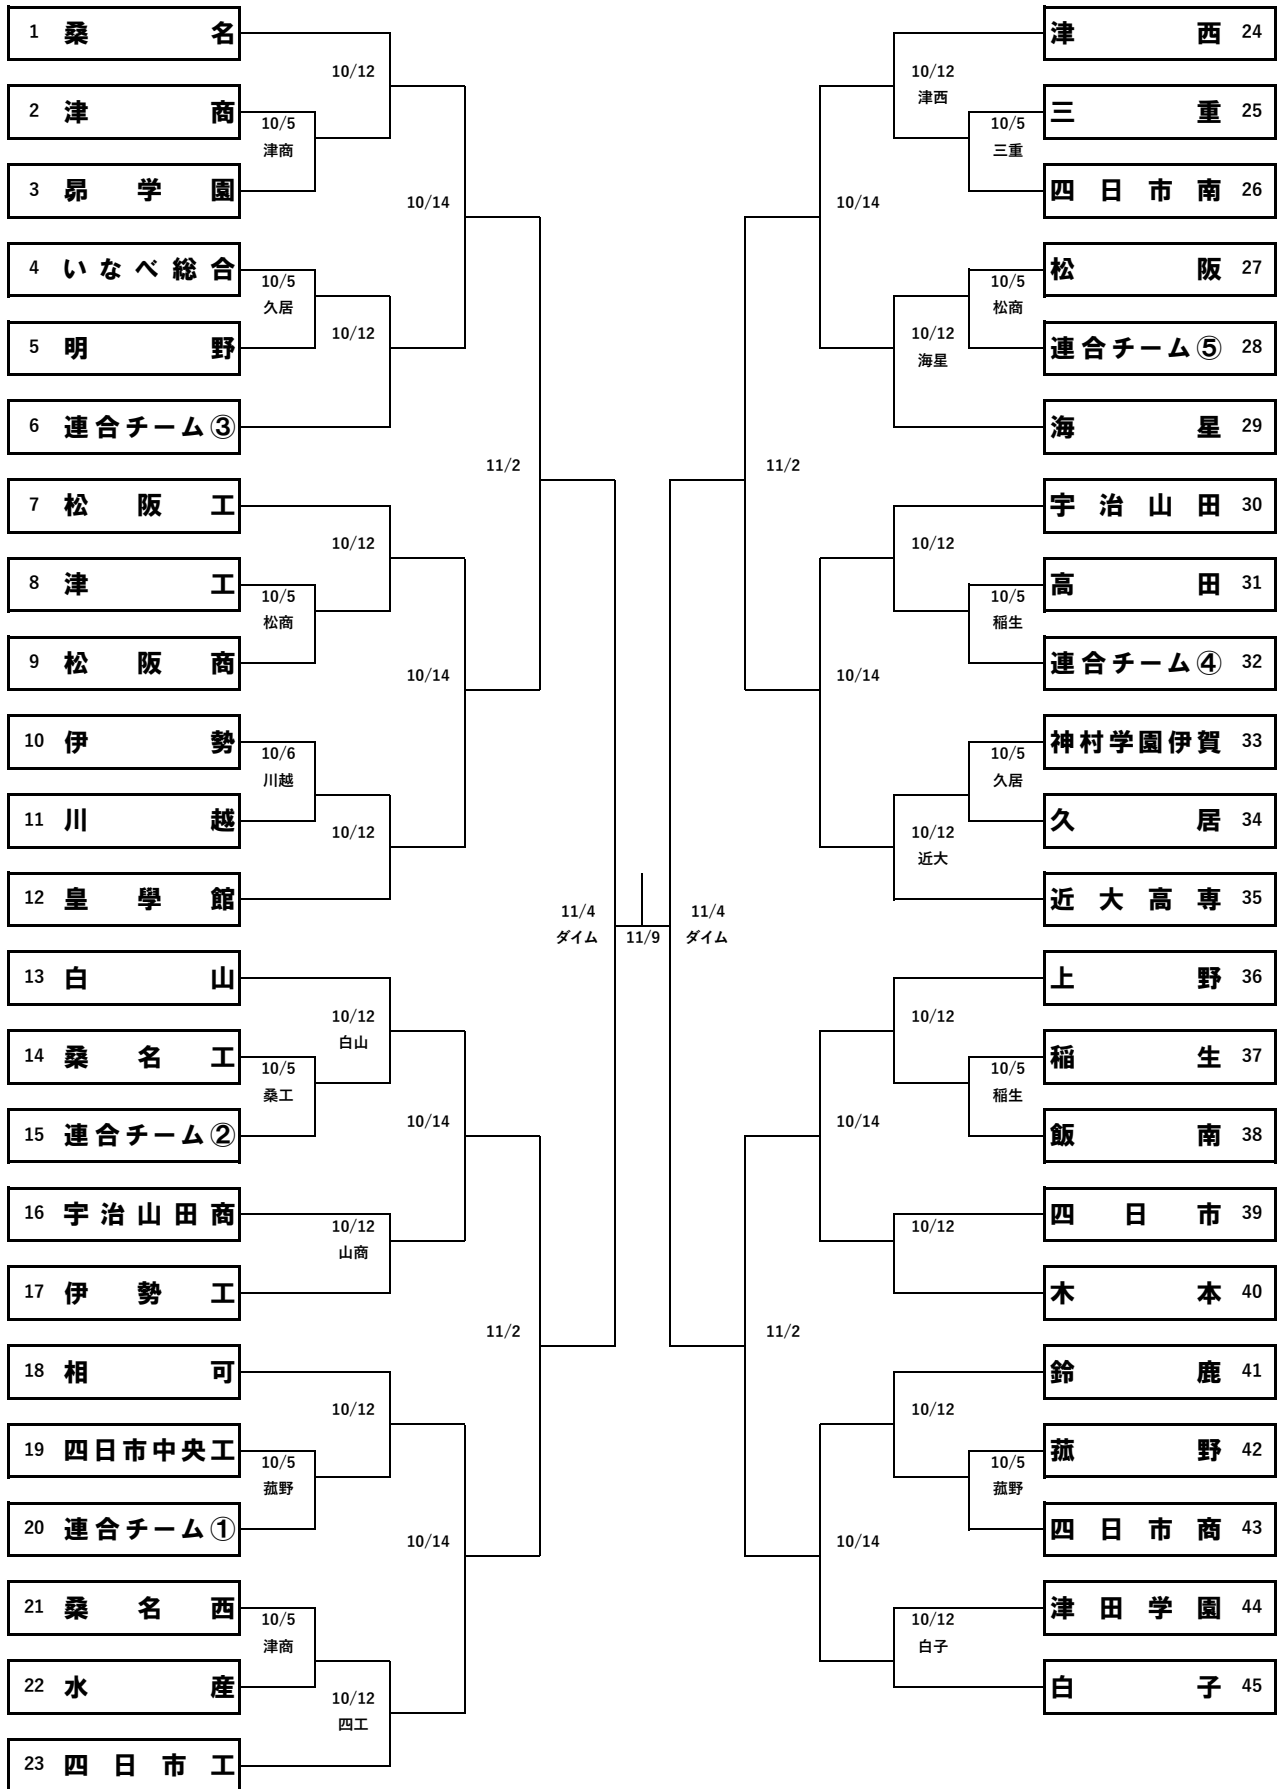 1 桑名
10/12
2 津商
10/5
津商
3 昴学園
10/14
4 いなべ総合
10/5
久居
5 明野
10/12
6 連合チーム③
11/2
7 松阪工
10/12
8 津工
10/5
松商
9 松阪商
10/14
10 伊勢
10/6
川越
11 川越
10/12
12 皇學館
11/4
ダイム
13 白山
10/12
白山
14 桑名工
10/5
桑工
15 連合チーム②
10/14
16 宇治山田商
10/12
山商
17 伊勢工
11/2
18 相可
10/12
19 四日市中央工
10/5
菰野
20 連合チーム①
10/14
21 桑名西
10/5
津商
22 水産
10/12
四工
23 四日市工
11/9
津西 24
10/12
津西
三重 25
10/5
三重
四日市南 26
10/14
松阪 27
10/5
松商
連合チーム⑤ 28
10/12
海星
海星 29
11/2
宇治山田 30
10/12
高田 31
10/5
稲生
連合チーム④ 32
10/14
神村学園伊賀 33
10/5
久居
久居 34
10/12
近大
近大高専 35
11/4
ダイム
上野 36
10/12
稲生 37
10/5
稲生
飯南 38
10/14
四日市 39
10/12
木本 40
11/2
鈴鹿 41
10/12
菰野 42
10/5
菰野
四日市商 43
10/14
津田学園 44
10/12
白子
白子 45